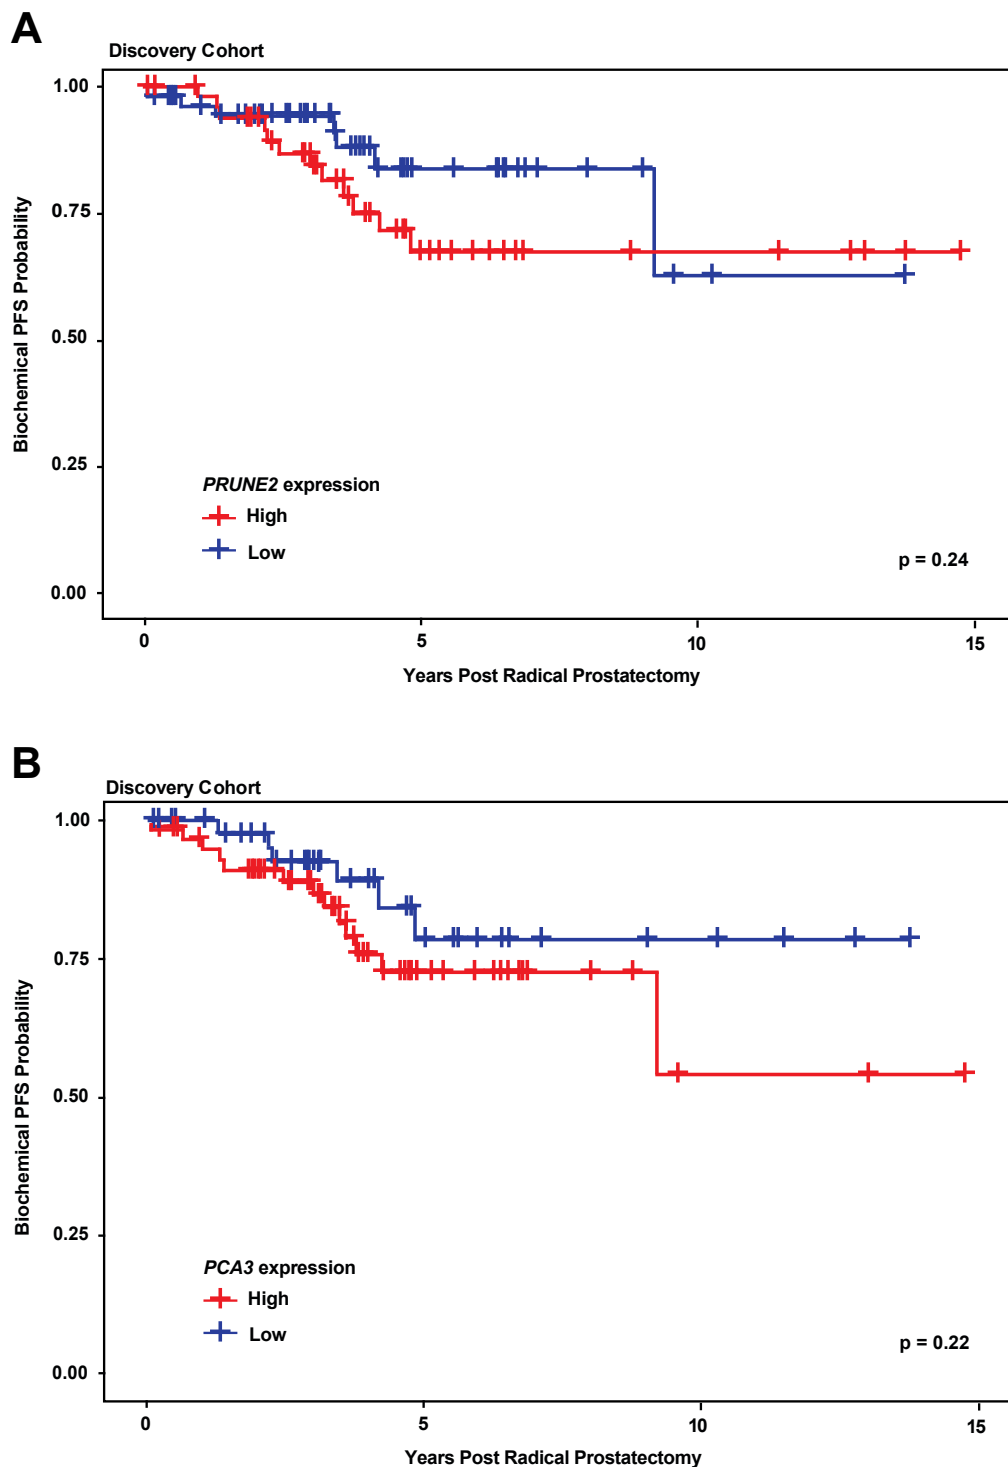 A
Discovery Cohort
1.00
0.75
0.50
0.25
0.00
Biochemical PFS Probability
PRUNE2 expression
High
Low
p = 0.24
0 5 10 15
Years Post Radical Prostatectomy
B
Discovery Cohort
1.00
0.75
0.50
0.25
0.00
Biochemical PFS Probability
PCA3 expression
High
Low
p = 0.22
0 5 10 15
Years Post Radical Prostatectomy